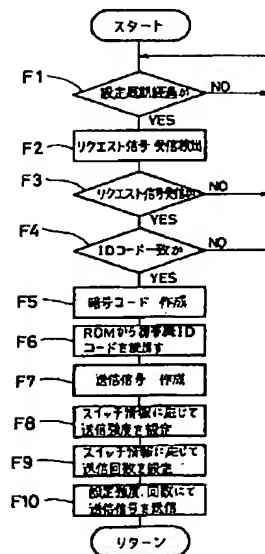 スタート
F1
設定周期経過か
NO
YES
F2
リクエスト信号 受信検出
F3
リクエスト信号受信か
NO
YES
F4
IDコード一致か
NO
YES
F5
暗号コード 作成
F6
ROMから携帯機ID
コードを読出す
F7
送信信号 作成
F8
スイッチ情報に応じて
送信強度を設定
F9
スイッチ情報に応じて
送信回数を設定
F10
設定強度、回数にて
送信信号を送信
リターン